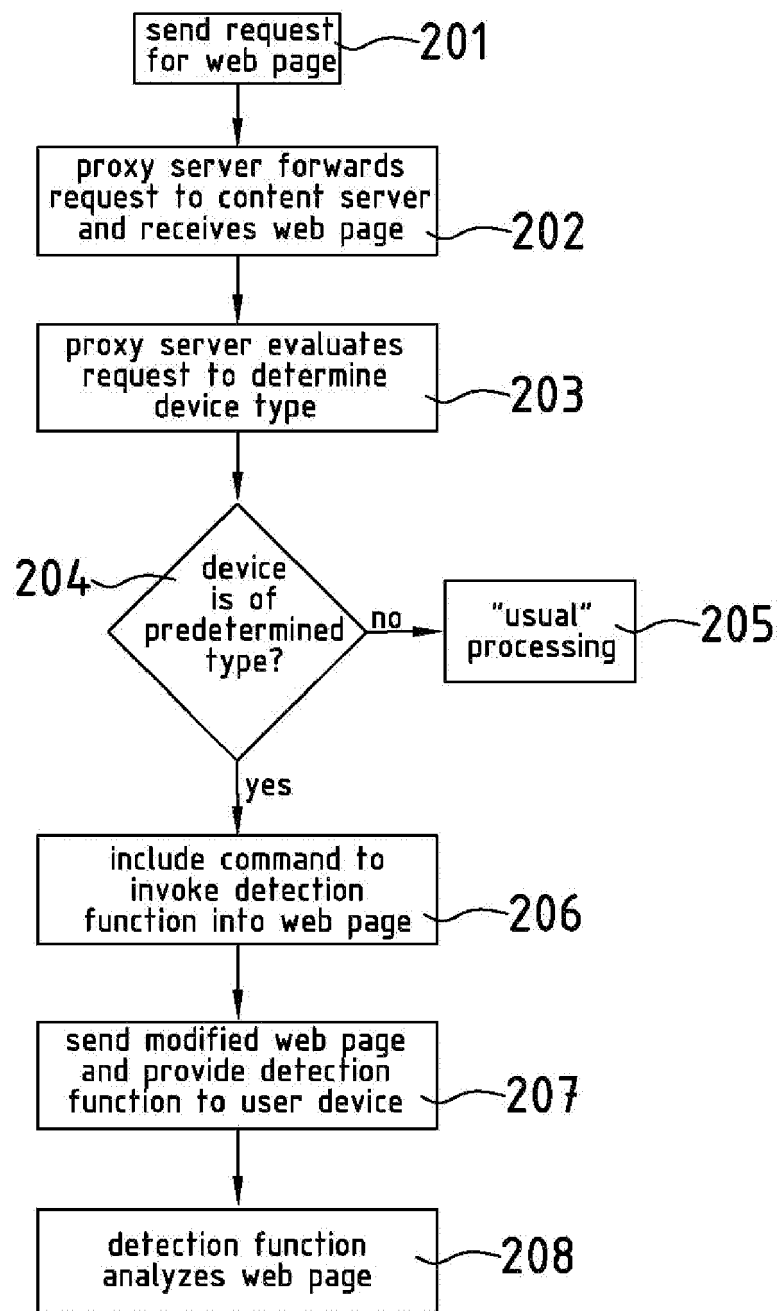 send request
for web page
201
proxy server forwards
request to content server
and receives web page
202
proxy server evaluates
request to determine
device type
203
204
device
is of
predetermined
type?
no
"usual"
processing
205
yes
include command to
invoke detection
function into web page
206
send modified web page
and provide detection
function to user device
207
detection function
analyzes web page
208